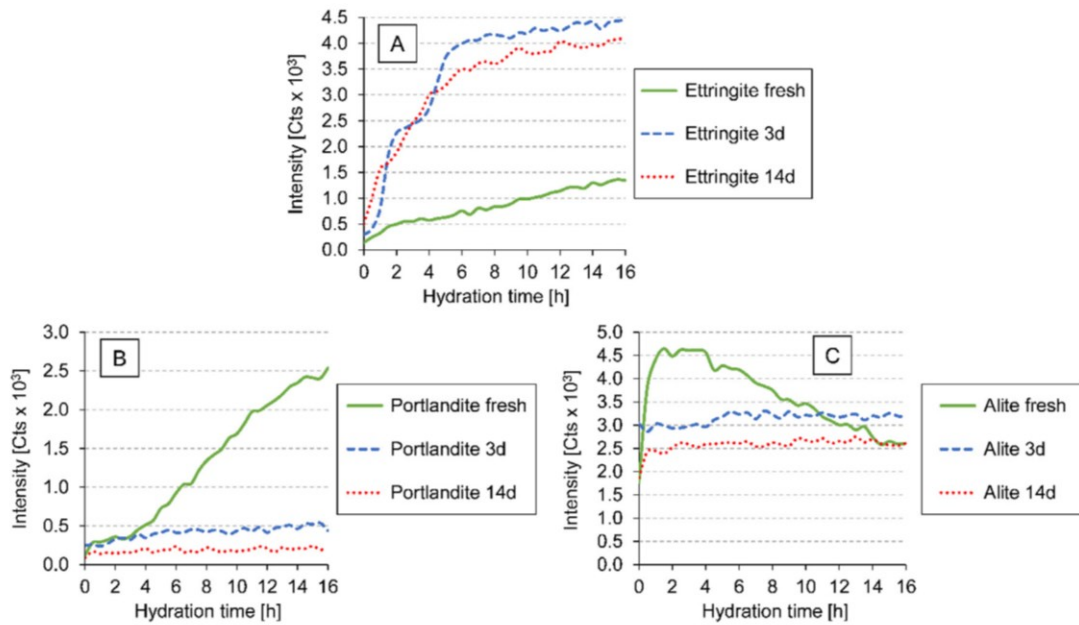 A
Intensity [Cts x 10³]
4.5
4.0
3.5
3.0
2.5
2.0
1.5
1.0
0.5
0.0
0 2 4 6 8 10 12 14 16
Hydration time [h]
Ettringite fresh
Ettringite 3d
Ettringite 14d
B
Intensity [Cts x 10³]
3.0
2.5
2.0
1.5
1.0
0.5
0.0
0 2 4 6 8 10 12 14 16
Hydration time [h]
Portlandite fresh
Portlandite 3d
Portlandite 14d
C
Intensity [Cts x 10³]
5.0
4.5
4.0
3.5
3.0
2.5
2.0
1.5
1.0
0.5
0.0
0 2 4 6 8 10 12 14 16
Hydration time [h]
Alite fresh
Alite 3d
Alite 14d